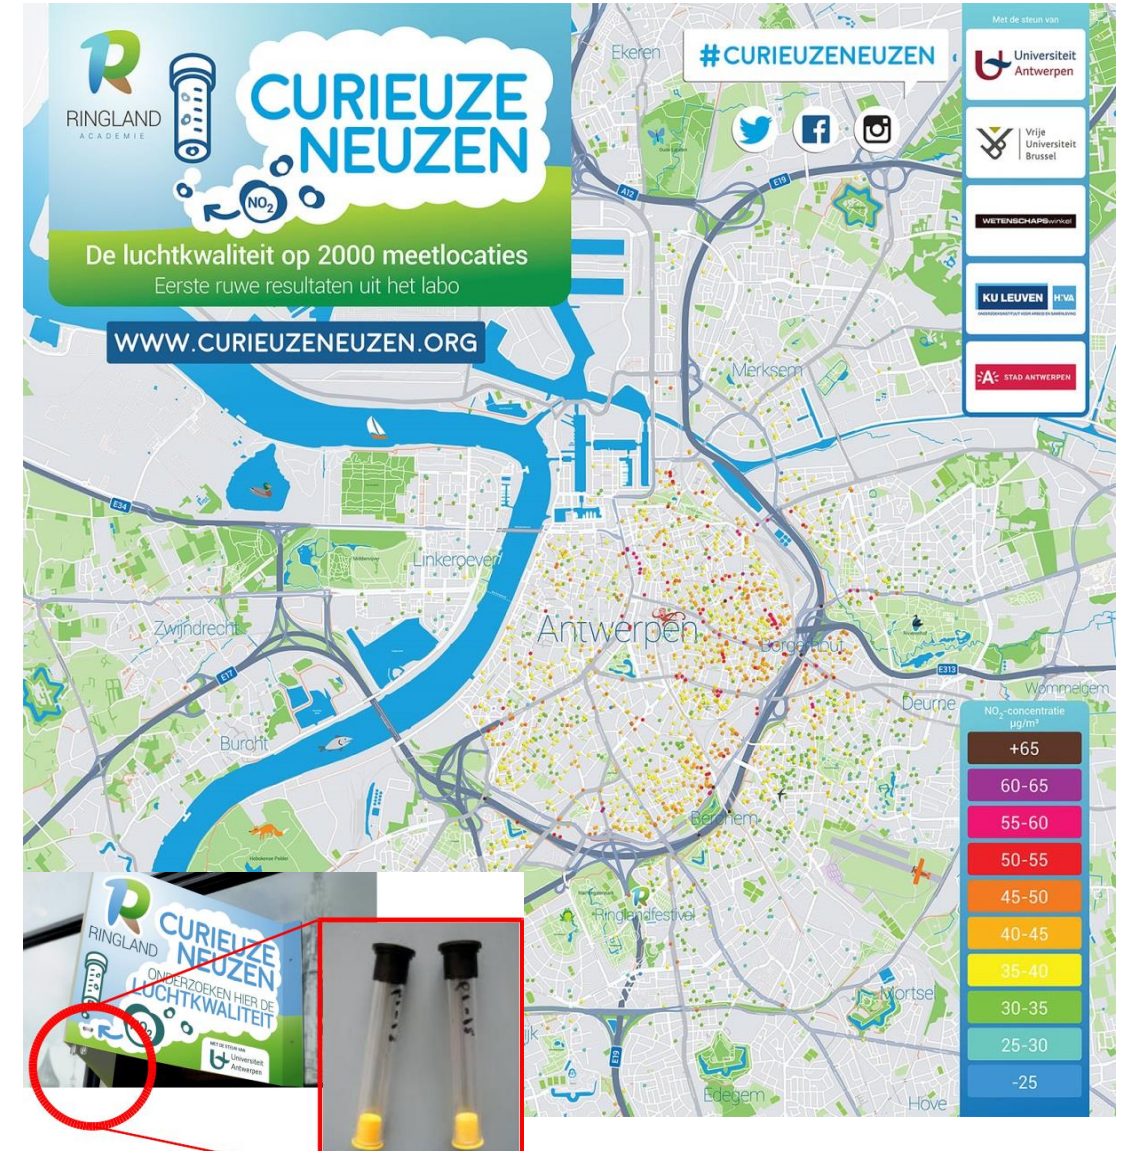 RINGLAND
ACADEMIE
CURIEUZE
NEUZEN
NO2
De luchtkwaliteit op 2000 meetlocaties
Eerste ruwe resultaten uit het labo
WWW.CURIEUZENEUZEN.ORG
#CURIEUZENEUZEN
Met de steun van
Universiteit
Antwerpen
Vrije
Universiteit
Brussel
WETENSCHAPSwinkel
KU LEUVEN HIVA
STAD ANTWERPEN
Ekeren
A12
E19
Merksem
E34
Linkeroever
Zwijndrecht
Antwerpen
Borgerhout
E313
Wommelgem
Deurne
E17
Burcht
Berchem
Hobokense Polder
Ringlandfestival
Mortsel
E19
Edegem
Hove
NO2-concentratie
µg/m³
+65
60-65
55-60
50-55
45-50
40-45
35-40
30-35
25-30
-25
RINGLAND
CURIEUZE
NEUZEN
ONDERZOEKEN HIER DE
LUCHTKWALITEIT
MET DE STEUN VAN
Universiteit
Antwerpen